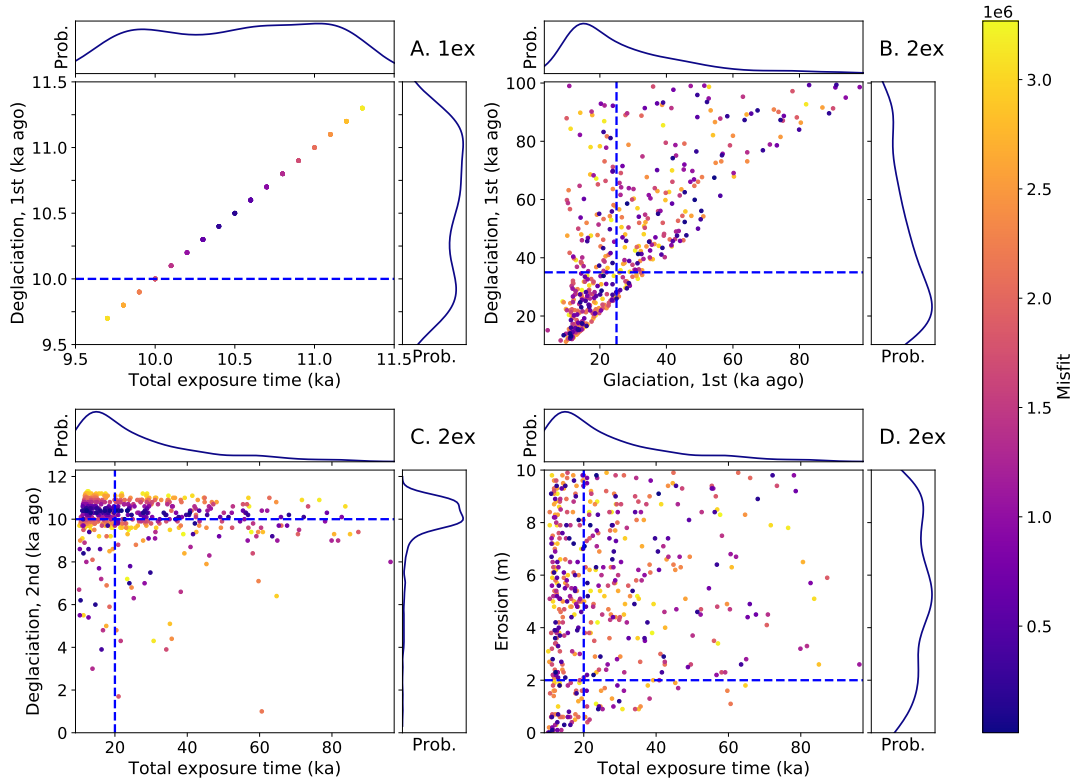 Prob.
A. 1ex
11.5
11.0
10.5
10.0
9.5
Deglaciation, 1st (ka ago)
9.5 10.0 10.5 11.0 11.5
Prob.
Total exposure time (ka)
Prob.
B. 2ex
100
80
60
40
20
Deglaciation, 1st (ka ago)
20 40 60 80
Prob.
Glaciation, 1st (ka ago)
Prob.
C. 2ex
12
10
8
6
4
2
0
Deglaciation, 2nd (ka ago)
20 40 60 80
Prob.
Total exposure time (ka)
Prob.
D. 2ex
10
8
6
4
2
0
Erosion (m)
20 40 60 80
Prob.
Total exposure time (ka)
1e6
3.0
2.5
2.0
1.5
1.0
0.5
Misfit